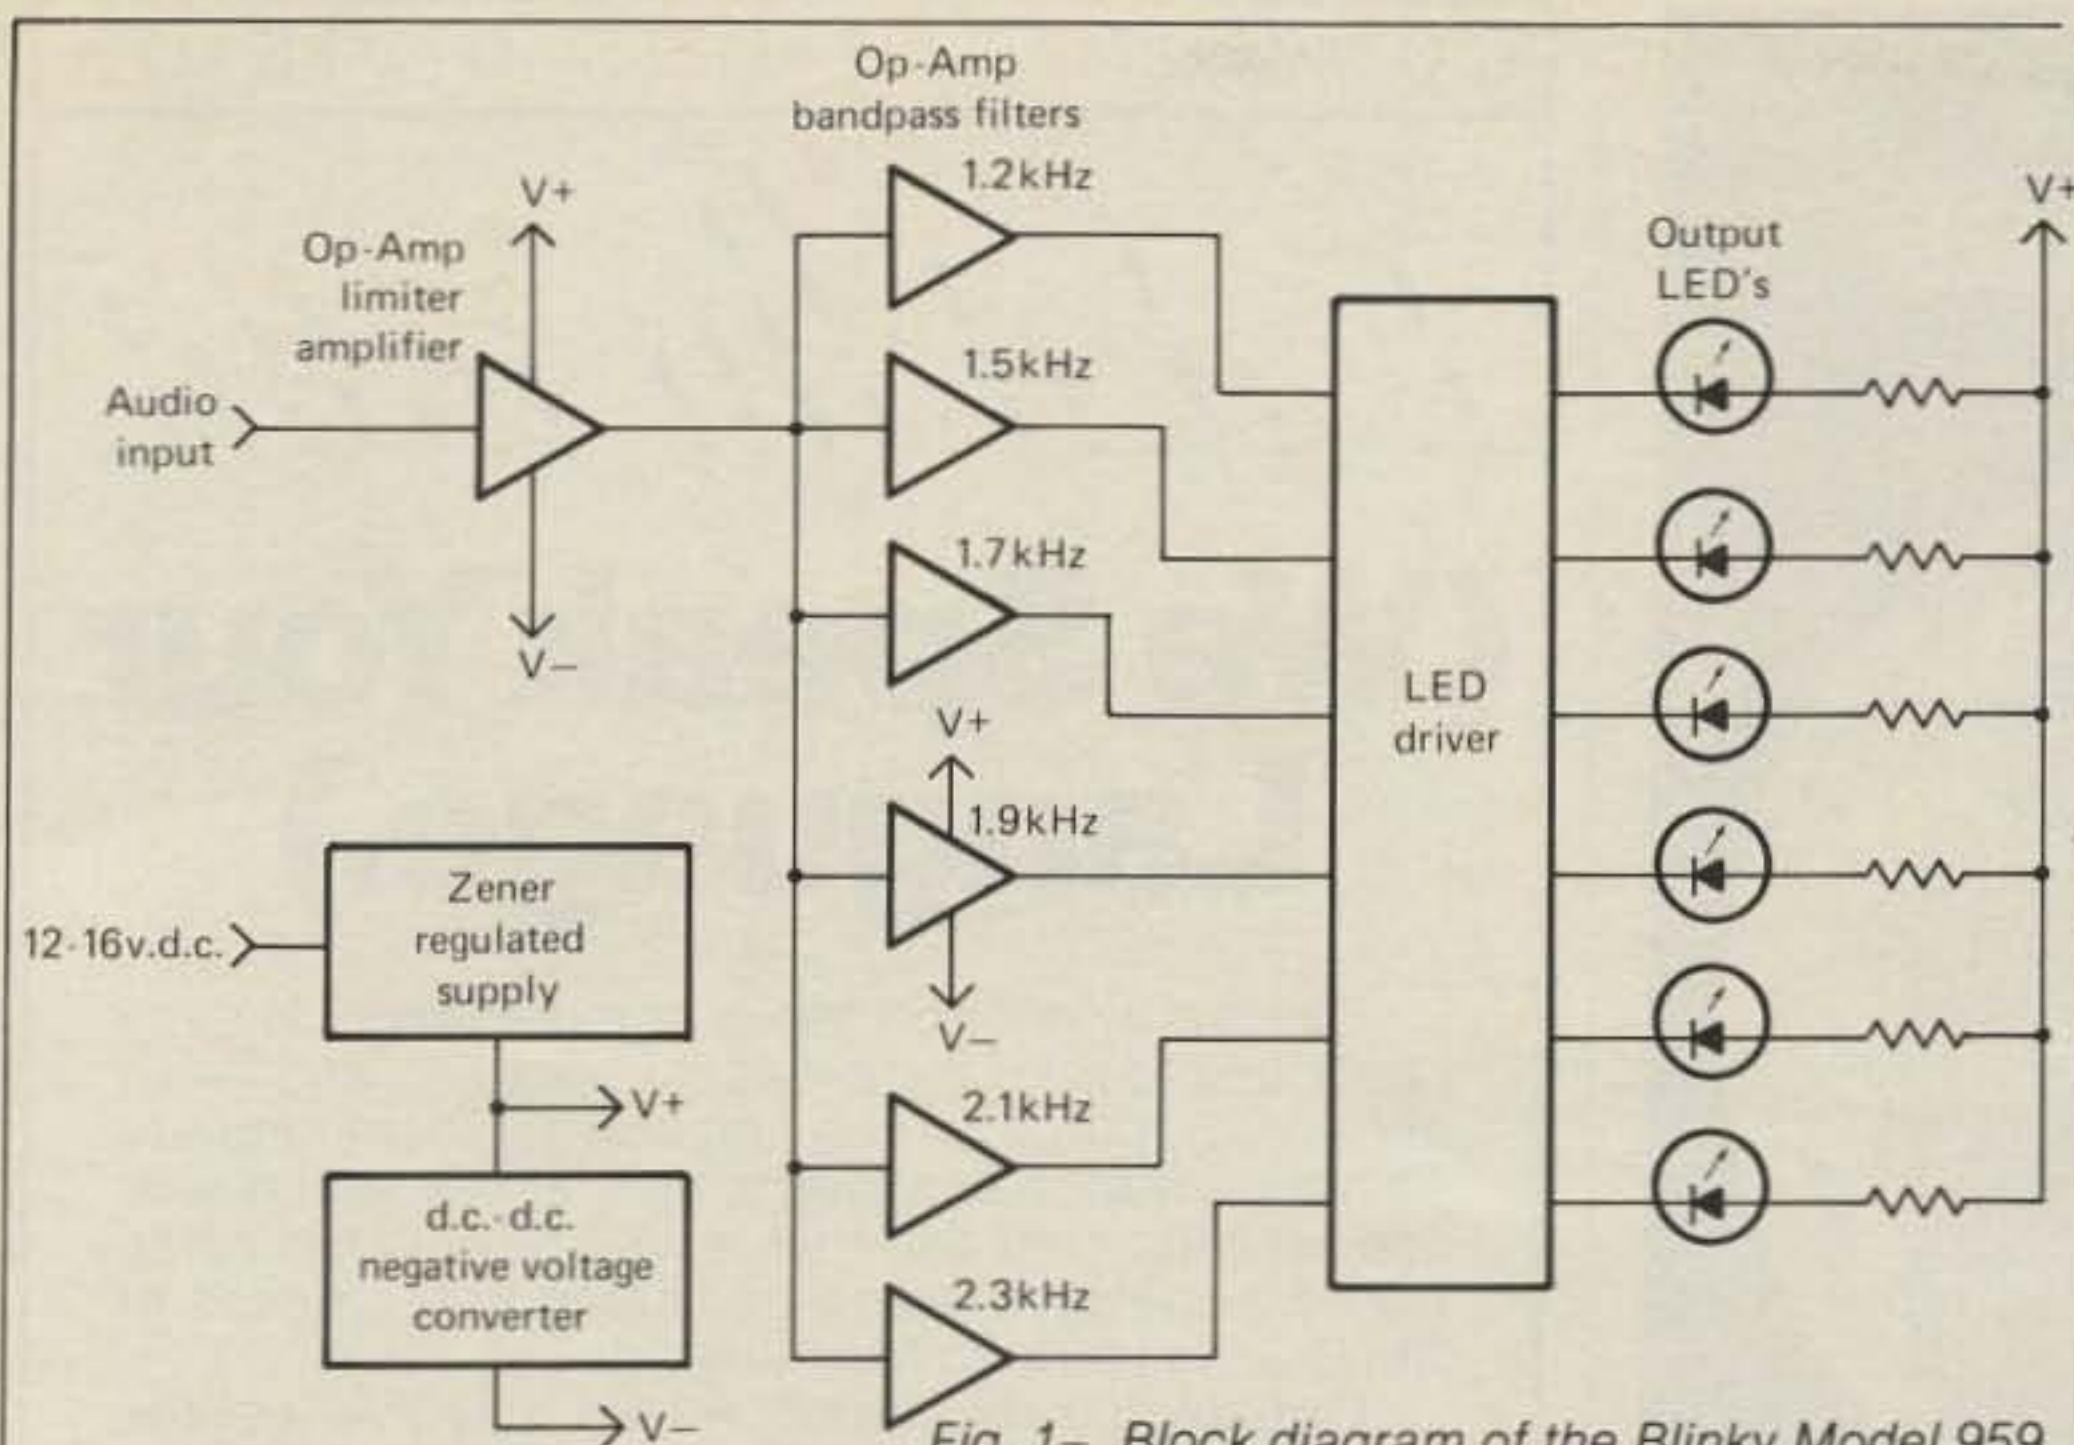 Op-Amp
bandpass filters
1.2kHz
V+
V+
Op-Amp
limiter
amplifier
Output
LED's
1.5kHz
Audio
input
1.7kHz
V−
LED
driver
V+
1.9kHz
Zener
regulated
supply
12-16v.d.c.
V−
V+
2.1kHz
d.c.-d.c.
negative voltage
converter
2.3kHz
V−
Fig. 1– Block diagram of the Blinky Model 959